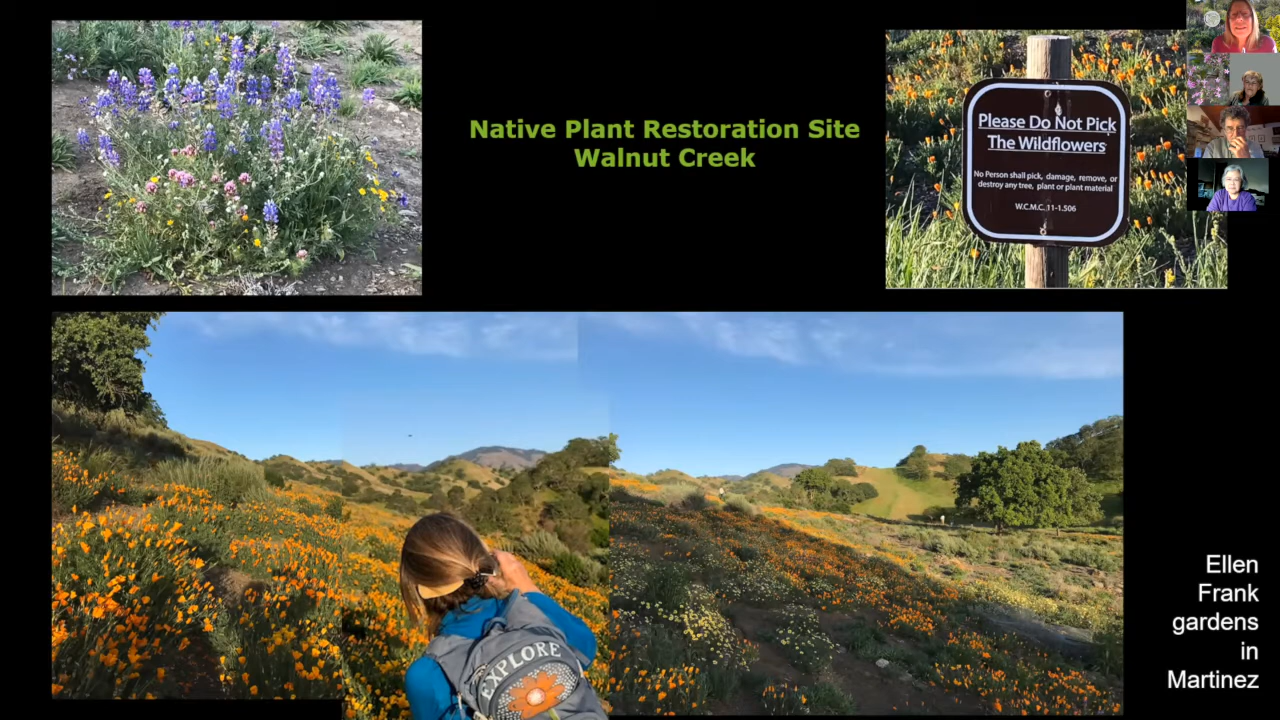 Native Plant Restoration Site
Walnut Creek
Please Do Not Pick
The Wildflowers
No Person shall pick, damage, remove, or
destroy any tree, plant or plant material
W.C.M.C. 11-1.506
EXPLORE
Ellen
Frank
gardens
in
Martinez